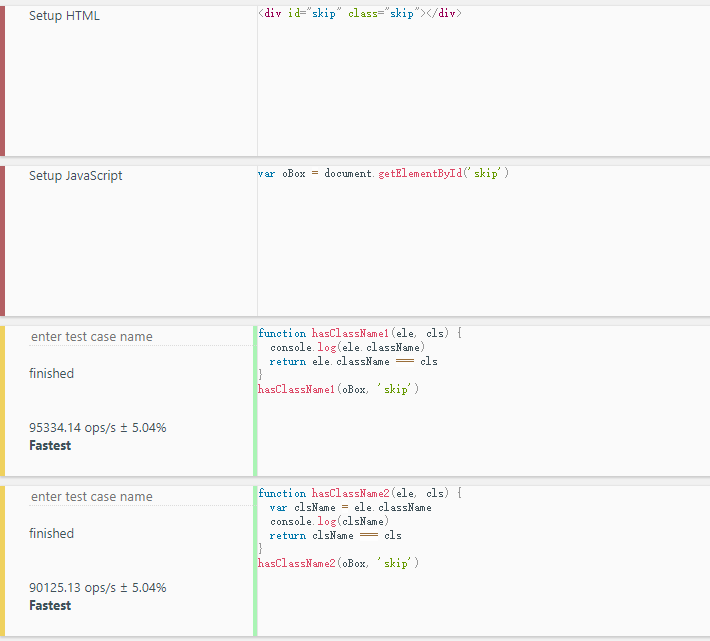 Setup HTML
<div id="skip" class="skip"></div>
Setup JavaScript
var oBox = document.getElementById('skip')
enter test case name
finished
95334.14 ops/s ± 5.04%
Fastest
function hasClassName1(ele, cls) {
  console.log(ele.className)
  return ele.className === cls
}
hasClassName1(oBox, 'skip')
enter test case name
finished
90125.13 ops/s ± 5.04%
Fastest
function hasClassName2(ele, cls) {
  var clsName = ele.className
  console.log(clsName)
  return clsName === cls
}
hasClassName2(oBox, 'skip')